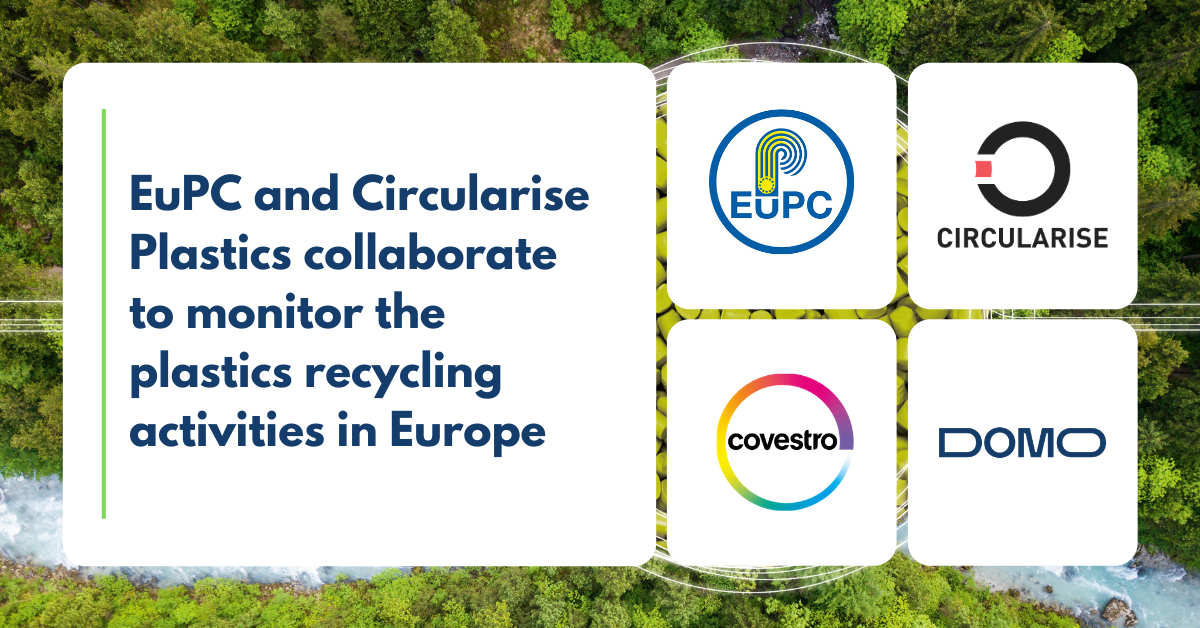 EuPC and Circularise
Plastics collaborate
to monitor the
plastics recycling
activities in Europe
EuPC
CIRCULARISE
covestro
DOMO